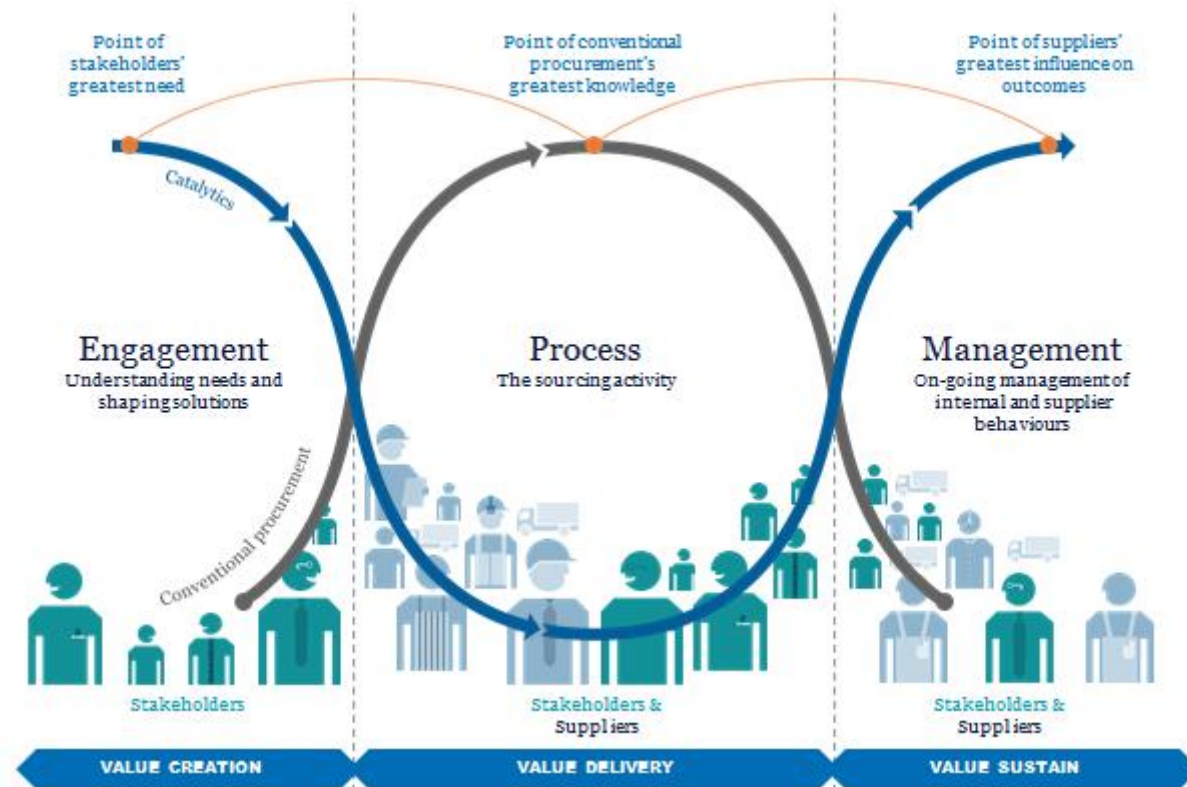 Point of
stakeholders'
greatest need
Point of conventional
procurement's
greatest knowledge
Point of suppliers'
greatest influence on
outcomes
Catalytics
Engagement
Understanding needs and
shaping solutions
Process
The sourcing activity
Management
On-going management of
internal and supplier
behaviours
Conventional procurement
Stakeholders
Stakeholders &
Suppliers
Stakeholders &
Suppliers
VALUE CREATION
VALUE DELIVERY
VALUE SUSTAIN